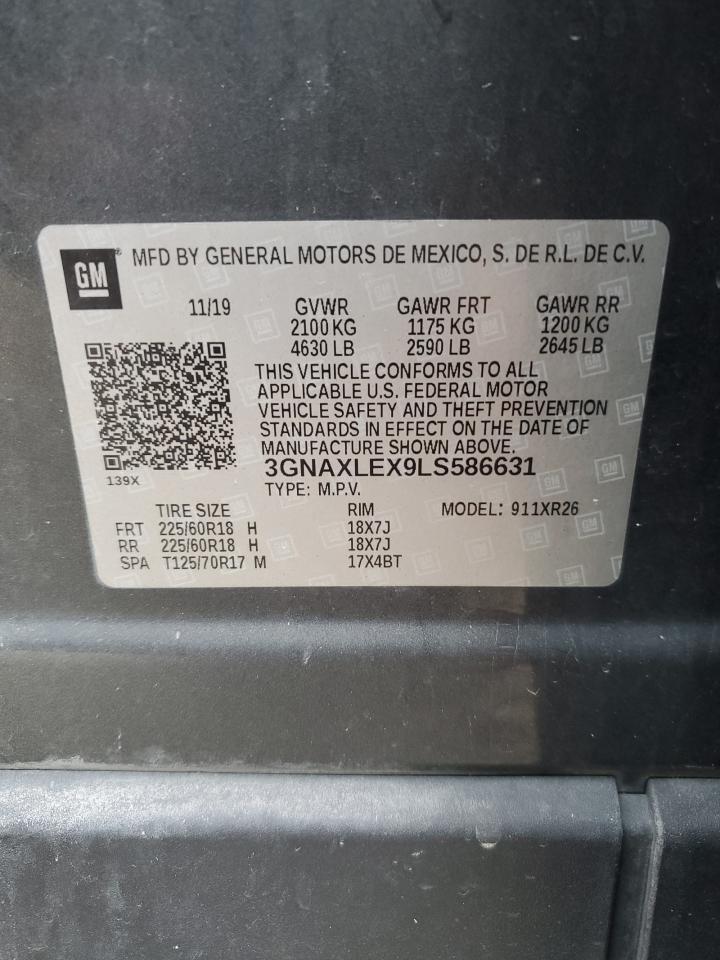 GM ® MFD BY GENERAL MOTORS DE MEXICO, S. DE R.L. DE C.V.
11/19 GVWR GAWR FRT GAWR RR
2100 KG 1175 KG 1200 KG
4630 LB 2590 LB 2645 LB
THIS VEHICLE CONFORMS TO ALL
APPLICABLE U.S. FEDERAL MOTOR
VEHICLE SAFETY AND THEFT PREVENTION
STANDARDS IN EFFECT ON THE DATE OF
MANUFACTURE SHOWN ABOVE.
3GNAXLEX9LS586631
139X
TYPE: M.P.V.
TIRE SIZE RIM MODEL: 911XR26
FRT 225/60R18 H 18X7J
RR 225/60R18 H 18X7J
SPA T125/70R17 M 17X4BT